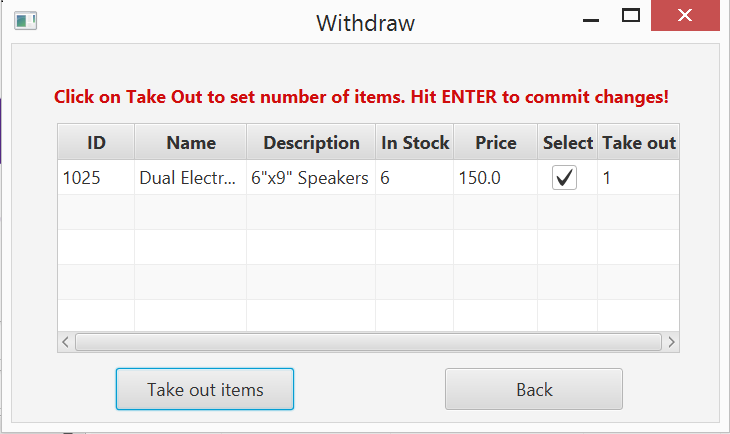 Withdraw
Click on Take Out to set number of items. Hit ENTER to commit changes!
ID Name Description In Stock Price Select Take out
1025 Dual Electr... 6"x9" Speakers 6 150.0 1
Take out items Back